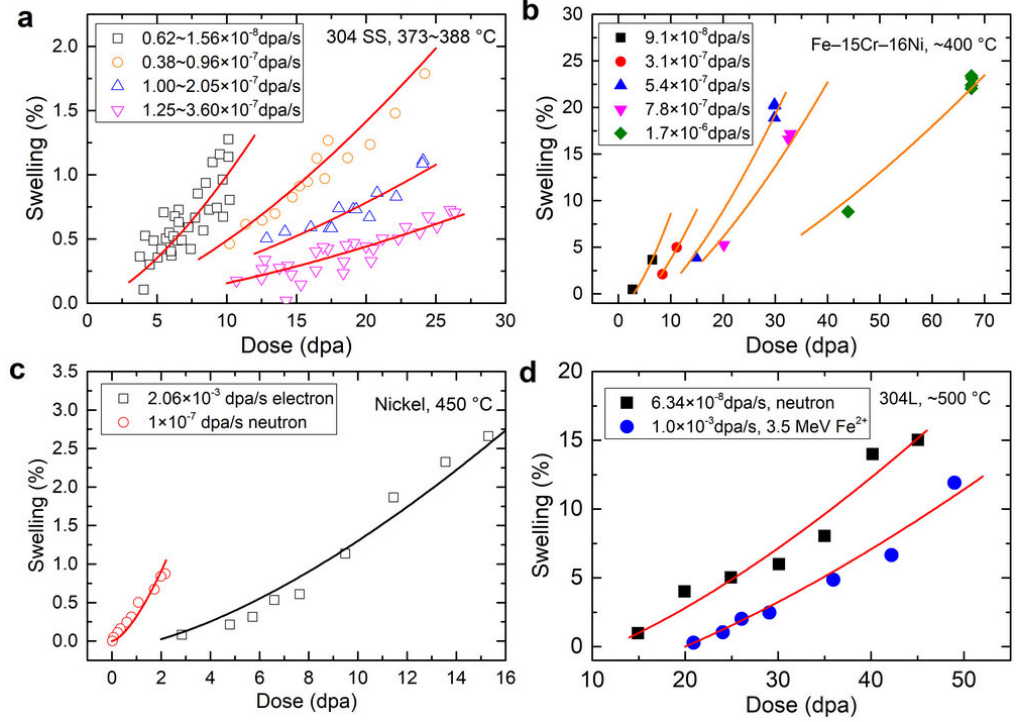 a
0.62~1.56×10⁻⁸dpa/s
0.38~0.96×10⁻⁷dpa/s
1.00~2.05×10⁻⁷dpa/s
1.25~3.60×10⁻⁷dpa/s
304 SS, 373~388 °C
2.0
1.5
1.0
0.5
0.0
Swelling (%)
0 5 10 15 20 25 30
Dose (dpa)
b
9.1×10⁻⁸dpa/s
3.1×10⁻⁷dpa/s
5.4×10⁻⁷dpa/s
7.8×10⁻⁷dpa/s
1.7×10⁻⁶dpa/s
Fe–15Cr–16Ni, ~400 °C
30
25
20
15
10
5
0
Swelling (%)
0 10 20 30 40 50 60 70 80
Dose (dpa)
c
2.06×10⁻³ dpa/s electron
1×10⁻⁷ dpa/s neutron
Nickel, 450 °C
3.5
3.0
2.5
2.0
1.5
1.0
0.5
0.0
Swelling (%)
0 2 4 6 8 10 12 14 16
Dose (dpa)
d
6.34×10⁻⁸dpa/s, neutron
1.0×10⁻³dpa/s, 3.5 MeV Fe²⁺
304L, ~500 °C
20
15
10
5
0
Swelling (%)
10 20 30 40 50
Dose (dpa)